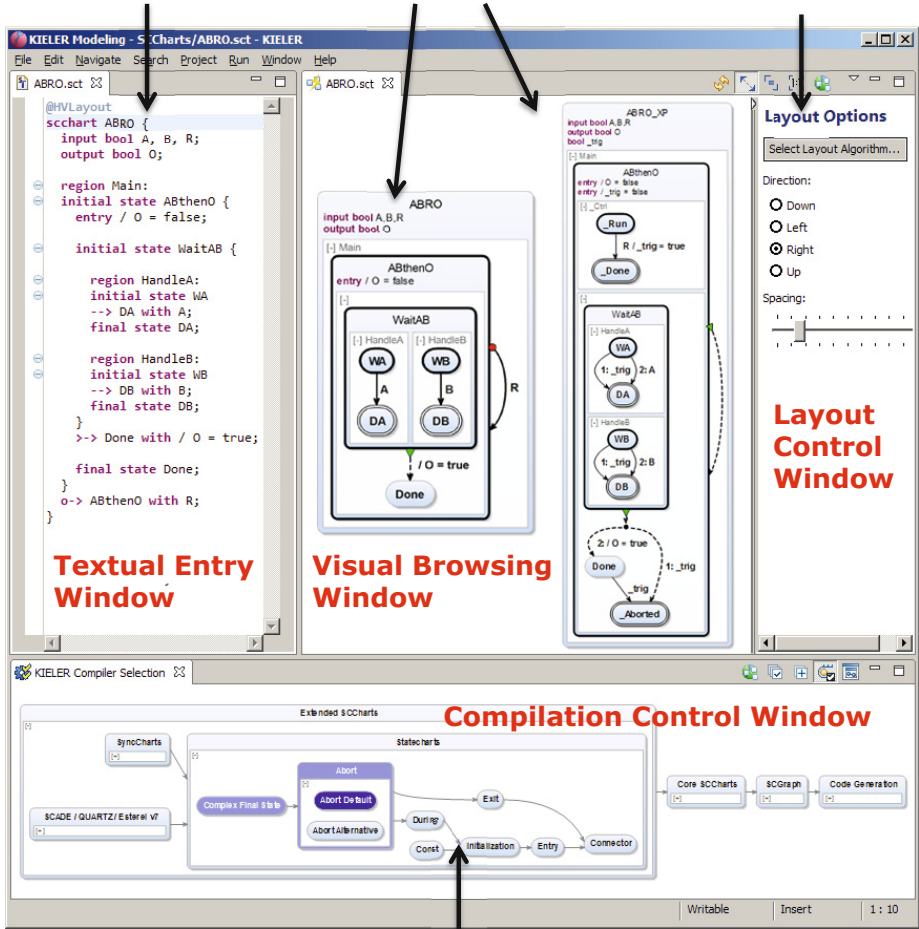 KIELER Modeling - SCCharts/ABRO.sct - KIELER
File Edit Navigate Search Project Run Window Help
ABRO.sct
@HVLayout
scchart ABRO {
input bool A, B, R;
output bool O;
region Main:
initial state ABthenO {
entry / O = false;
initial state WaitAB {
region HandleA:
initial state WA
--> DA with A;
final state DA;
region HandleB:
initial state WB
--> DB with B;
final state DB;
}
>-> Done with / O = true;
final state Done;
}
o-> ABthenO with R;
}
Textual Entry
Window
ABRO.sct
ABRO
input bool A,B,R
output bool O
[-] Main
ABthenO
entry / O = false
[-]
WaitAB
[-] HandleA
[-] HandleB
WA
WB
A
B
R
DA
DB
/ O = true
Done
Visual Browsing
Window
ABRO_XP
input bool A,B,R
output bool O
bool _trig
[-] Main
ABthenO
entry / O = false
entry / _trig = false
[-] _Ctrl
_Run
R / _trig = true
_Done
[-]
WaitAB
[-] HandleA
WA
1: _trig
2: A
DA
[-] HandleB
WB
1: _trig
2: B
DB
2: / O = true
Done
1: _trig
_trig
_Aborted
Layout Options
Select Layout Algorithm...
Direction:
Down
Left
Right
Up
Spacing:
Layout
Control
Window
KIELER Compiler Selection
Compilation Control Window
Extended SCCharts
[-]
SyncCharts
[+]
SCADE / QUARTZ / Esterel v7
[+]
Statecharts
[-]
Complex Final State
Abort
[-]
Abort Default
Abort Alternative
Exit
During
Const
Initialization
Entry
Connector
Core SCCharts
[+]
SCGraph
[+]
Code Generation
[+]
Writable
Insert
1 : 10